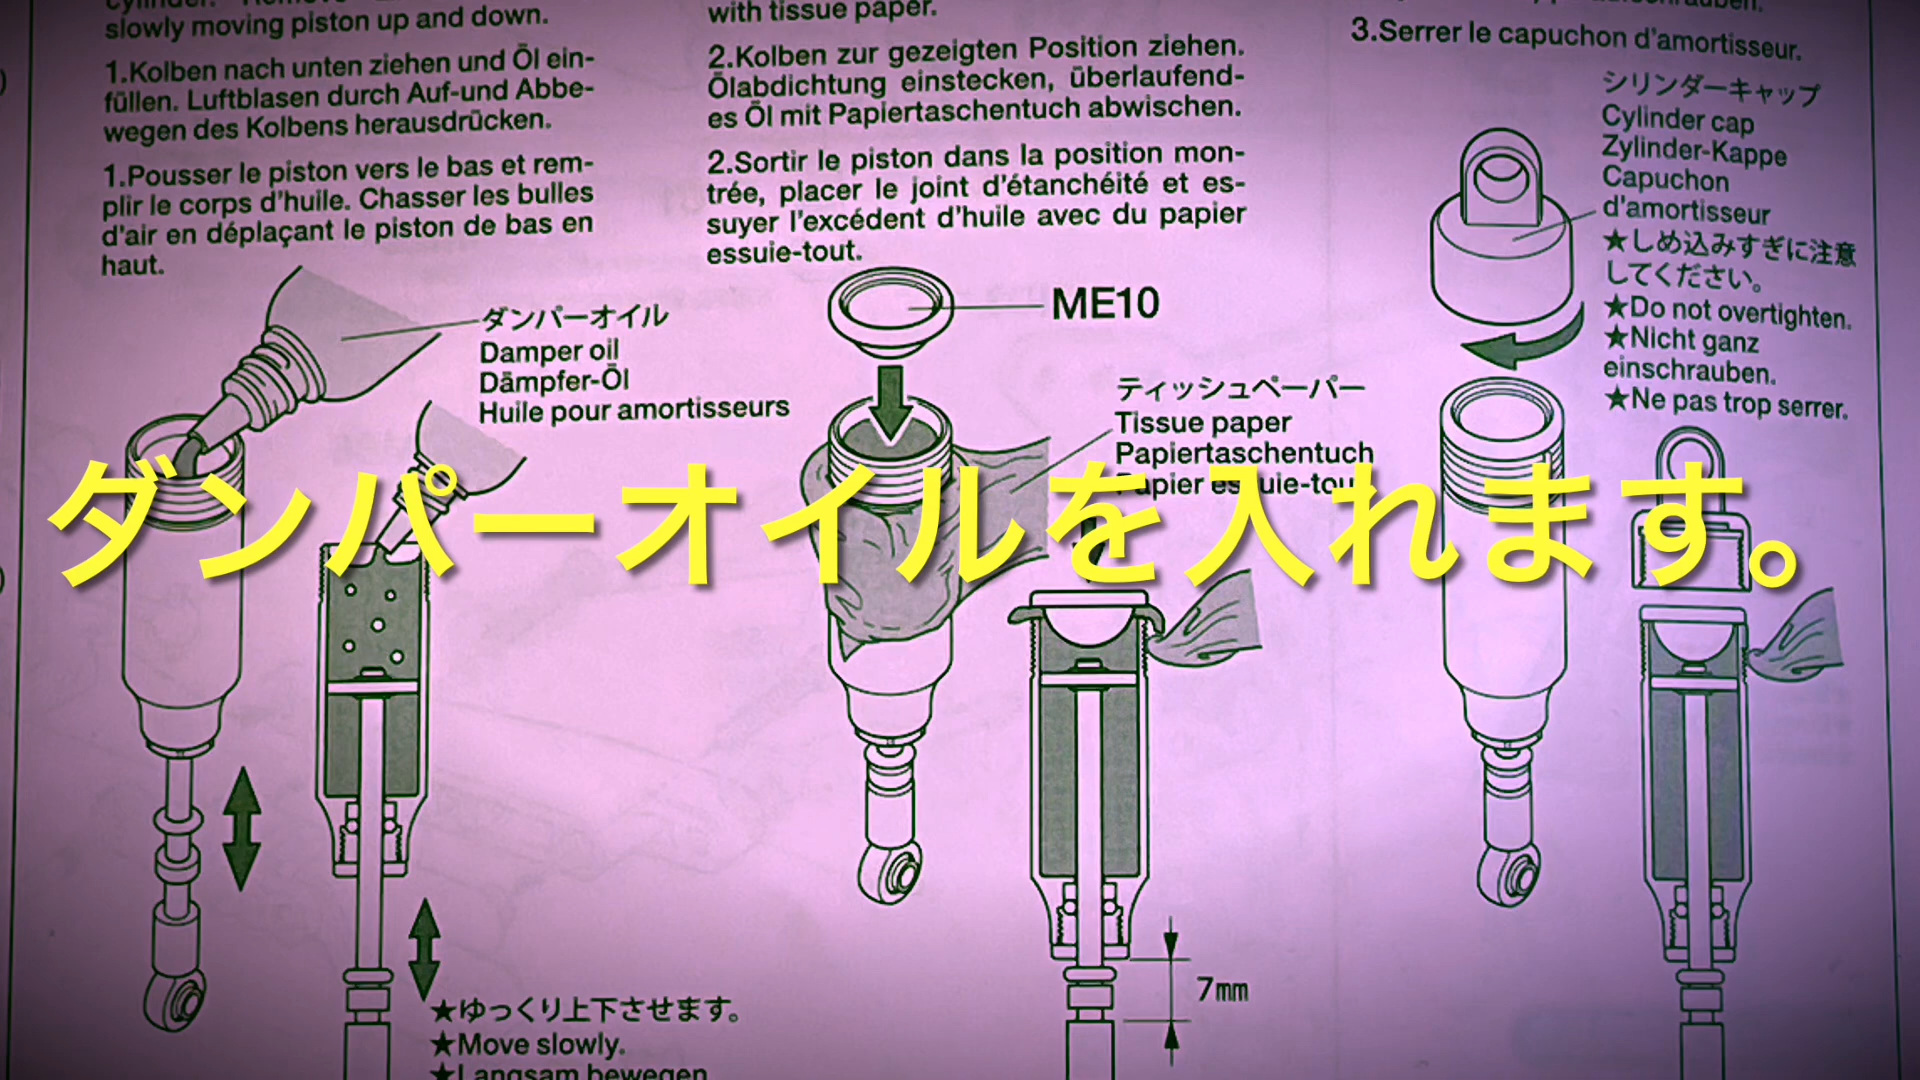 cylinder.
slowly moving piston up and down.
1.Kolben nach unten ziehen und Öl ein-
füllen. Luftblasen durch Auf-und Abbe-
wegen des Kolbens herausdrücken.
1.Pousser le piston vers le bas et rem-
plir le corps d'huile. Chasser les bulles
d'air en déplaçant le piston de bas en
haut.
ダンパーオイル
Damper oil
Dämpfer-Öl
Huile pour amortisseurs
★ゆっくり上下させます。
★Move slowly.
★Langsam bewegen
with tissue paper.
2.Kolben zur gezeigten Position ziehen.
Ölabdichtung einstecken, überlaufend-
es Öl mit Papiertaschentuch abwischen.
2.Sortir le piston dans la position mon-
trée, placer le joint d'étanchéité et es-
suyer l'excédent d'huile avec du papier
essuie-tout.
ME10
ティッシュペーパー
Tissue paper
Papiertaschentuch
Papier essuie-tout
7mm
3.Serrer le capuchon d'amortisseur.
シリンダーキャップ
Cylinder cap
Zylinder-Kappe
Capuchon
d'amortisseur
★しめ込みすぎに注意
してください。
★Do not overtighten.
★Nicht ganz
einschrauben.
★Ne pas trop serrer.
ダンパーオイルを入れます。